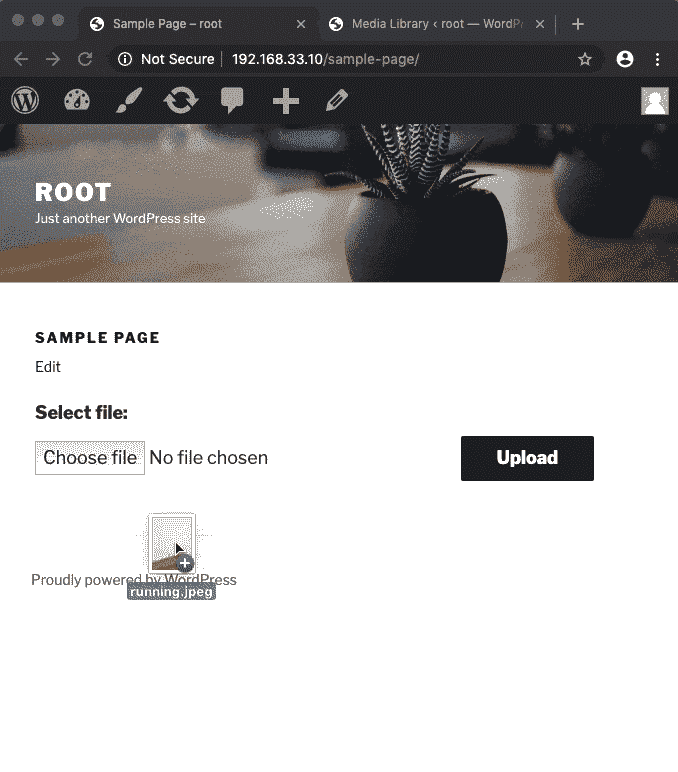 Sample Page – root
Media Library ‹ root — WordPr
Not Secure
192.168.33.10/sample-page/
ROOT
Just another WordPress site
SAMPLE PAGE
Edit
Select file:
Choose file No file chosen
Upload
Proudly powered by WordPress
running.jpeg